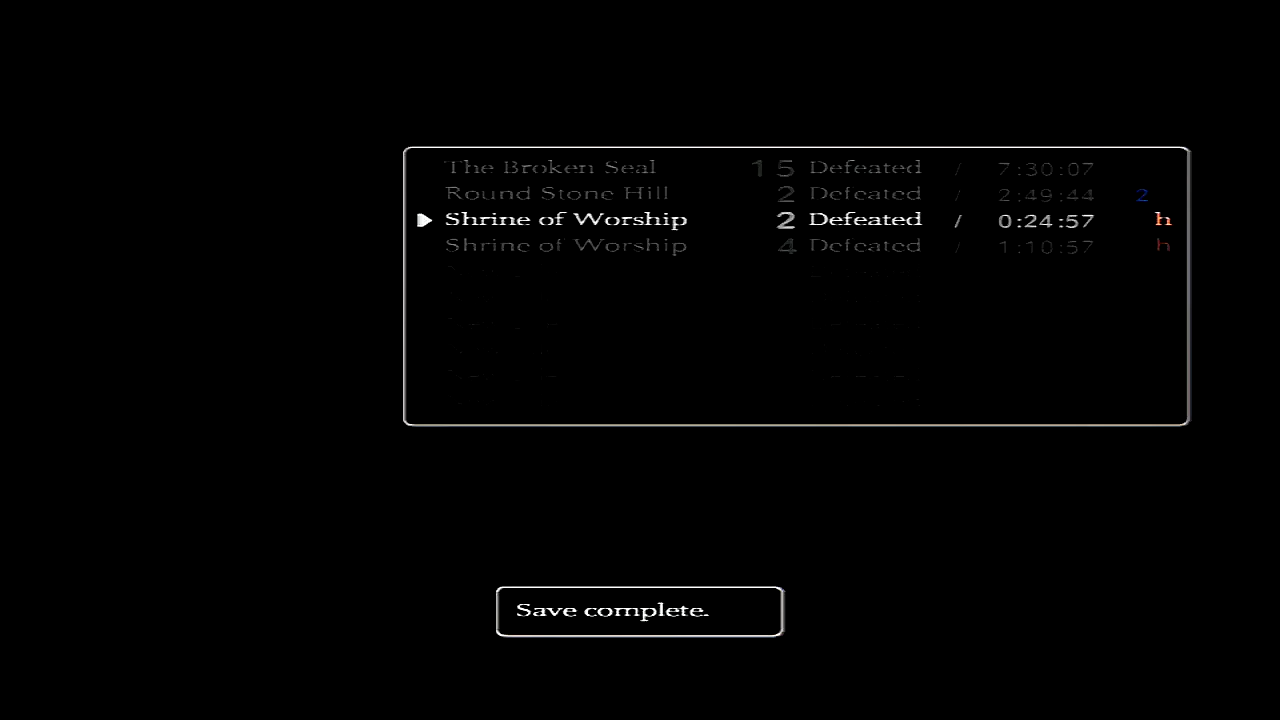 The Broken Seal 15 Defeated / 7:30:07
Round Stone Hill 2 Defeated / 2:49:44 2
Shrine of Worship 2 Defeated / 0:24:57 h
Shrine of Worship 4 Defeated / 1:10:57 h
Save complete.